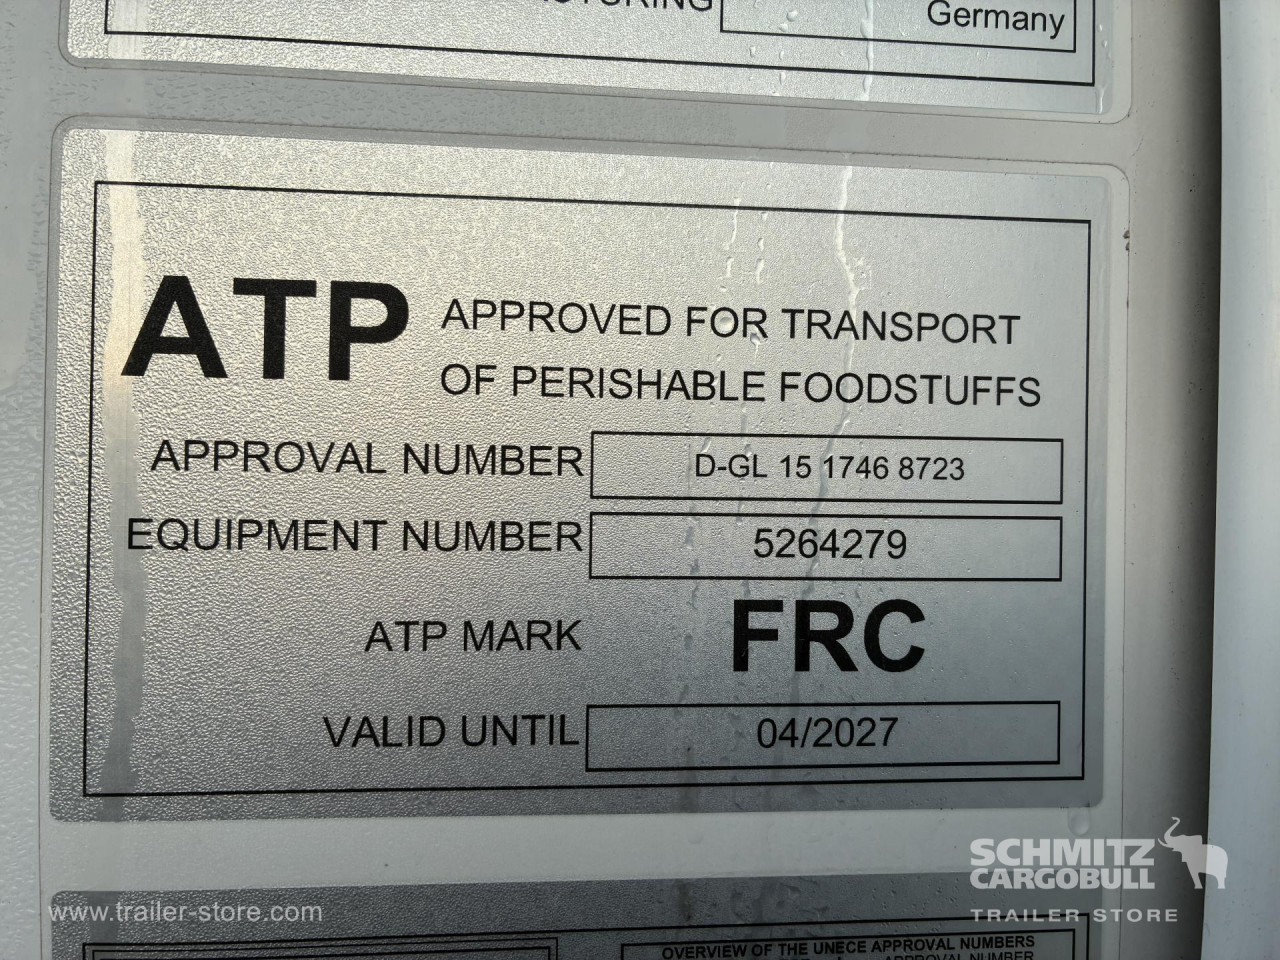 Germany
ATP APPROVED FOR TRANSPORT
OF PERISHABLE FOODSTUFFS
APPROVAL NUMBER D-GL 15 1746 8723
EQUIPMENT NUMBER 5264279
ATP MARK FRC
VALID UNTIL 04/2027
SCHMITZ
CARGOBULL
TRAILER STORE
www.trailer-store.com
OVERVIEW OF THE UNECE APPROVAL NUMBERS
APPROVAL NUMBER